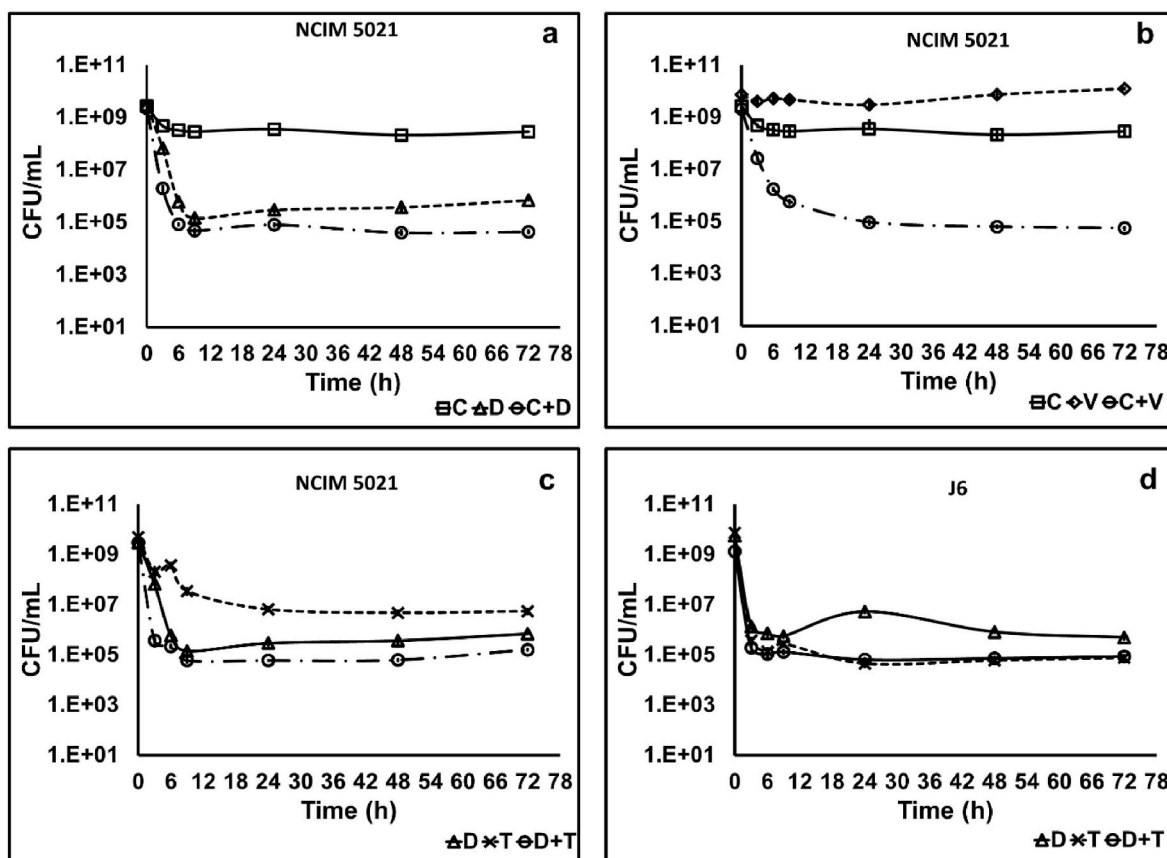 NCIM 5021
a
1.E+11
1.E+09
1.E+07
1.E+05
1.E+03
1.E+01
CFU/mL
0 6 12 18 24 30 36 42 48 54 60 66 72 78
Time (h)
C D C+D
NCIM 5021
b
1.E+11
1.E+09
1.E+07
1.E+05
1.E+03
1.E+01
CFU/mL
0 6 12 18 24 30 36 42 48 54 60 66 72 78
Time (h)
C V C+V
NCIM 5021
c
1.E+11
1.E+09
1.E+07
1.E+05
1.E+03
1.E+01
CFU/mL
0 6 12 18 24 30 36 42 48 54 60 66 72 78
Time (h)
D T D+T
J6
d
1.E+11
1.E+09
1.E+07
1.E+05
1.E+03
1.E+01
CFU/mL
0 6 12 18 24 30 36 42 48 54 60 66 72 78
Time (h)
D T D+T